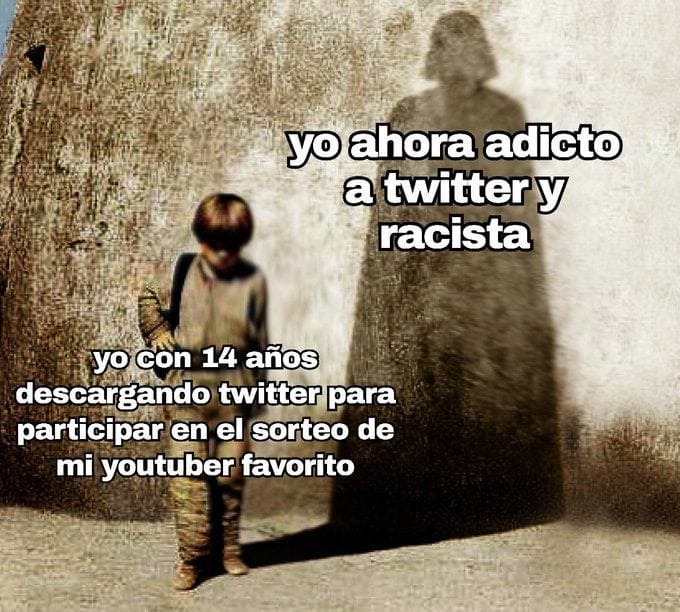 yo ahora adicto
a twitter y
racista
yo con 14 años
descargando twitter para
participar en el sorteo de
mi youtuber favorito